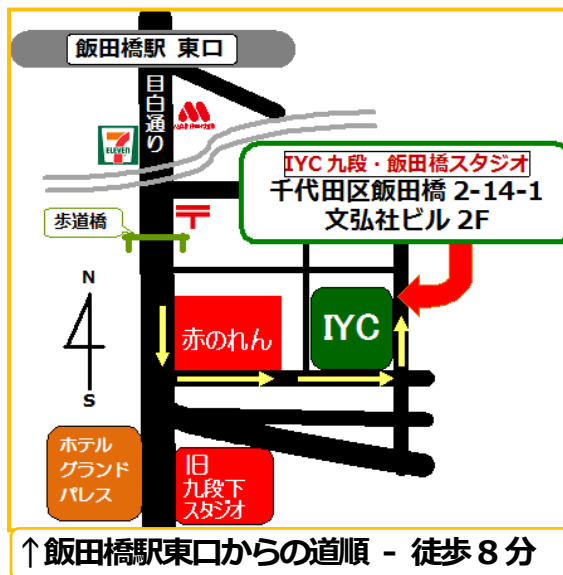 飯田橋駅 東口
目白通り
7
ELEVEN
IYC 九段・飯田橋スタジオ
千代田区飯田橋 2-14-1
文弘社ビル 2F
歩道橋
〒
N
S
赤のれん
IYC
ホテル
グランド
パレス
旧
九段下
スタジオ
↑飯田橋駅東口からの道順 - 徒歩８分